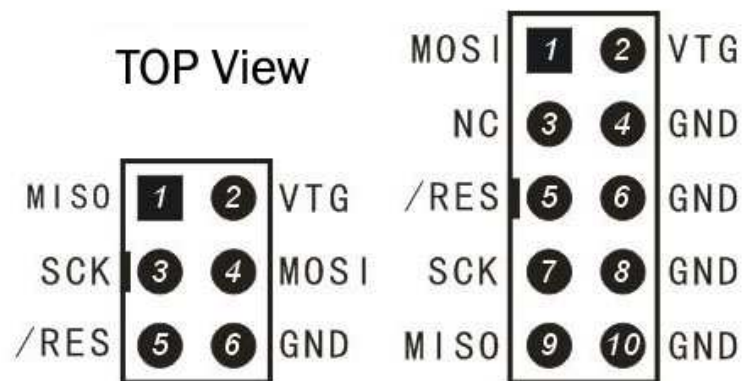 TOP View
MISO 1 2 VTG
SCK 3 4 MOSI
/RES 5 6 GND
MOSI 1 2 VTG
NC 3 4 GND
/RES 5 6 GND
SCK 7 8 GND
MISO 9 10 GND